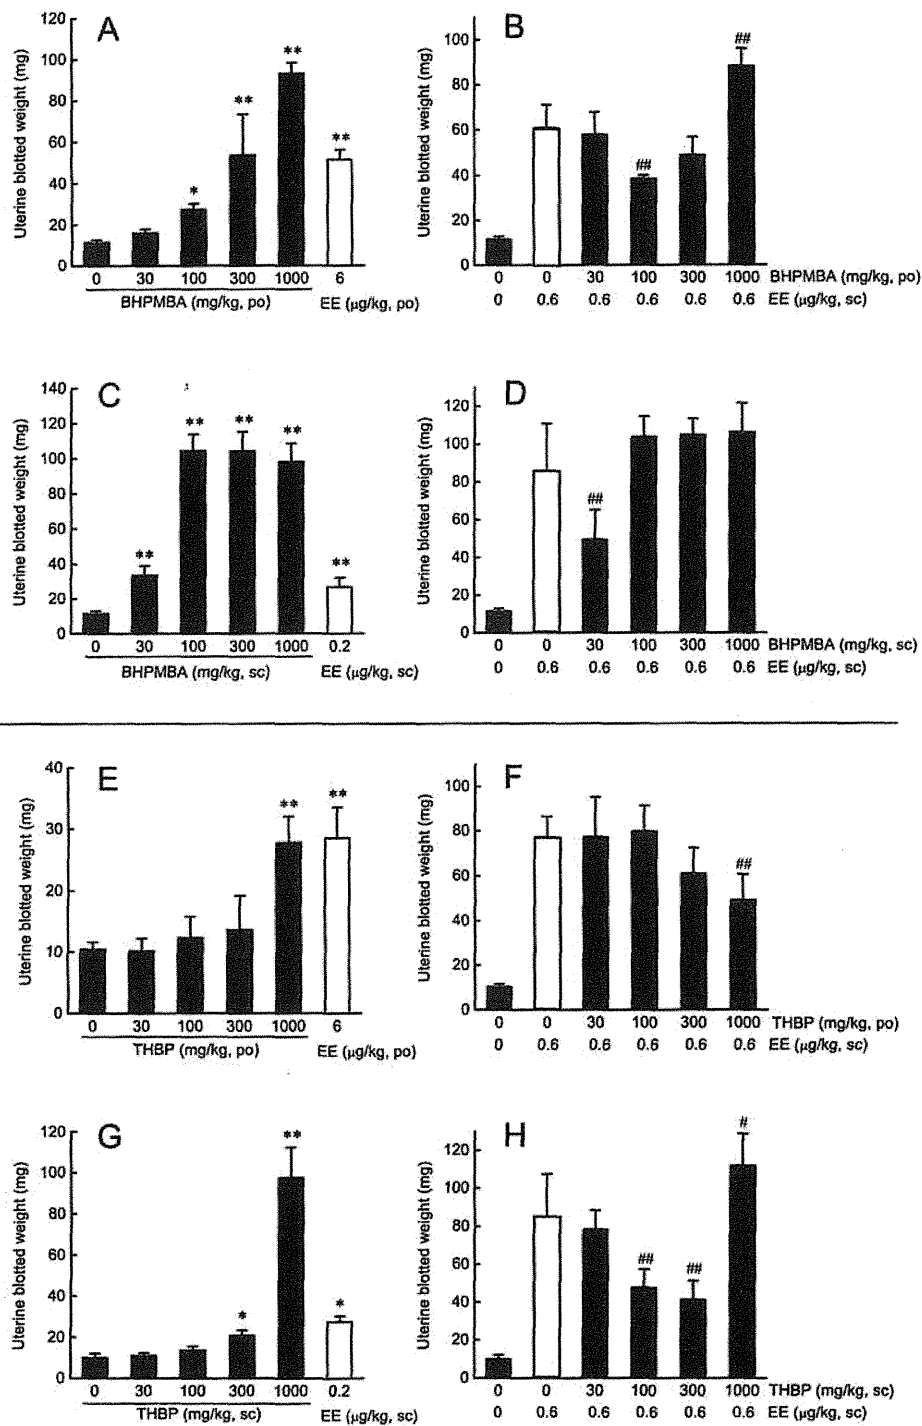 A
Uterine blotted weight (mg)
120
100
80
60
40
20
0
* ** ** **
0 30 100 300 1000 6
BHPMBA (mg/kg, po) EE (μg/kg, po)
B
Uterine blotted weight (mg)
100
80
60
40
20
0
## ##
0 0 30 100 300 1000 BHPMBA (mg/kg, po)
0 0.6 0.6 0.6 0.6 0.6 EE (μg/kg, sc)
C
Uterine blotted weight (mg)
140
120
100
80
60
40
20
0
** ** ** ** **
0 30 100 300 1000 0.2
BHPMBA (mg/kg, sc) EE (μg/kg, sc)
D
Uterine blotted weight (mg)
120
100
80
60
40
20
0
##
0 0 30 100 300 1000 BHPMBA (mg/kg, sc)
0 0.6 0.6 0.6 0.6 0.6 EE (μg/kg, sc)
E
Uterine blotted weight (mg)
40
30
20
10
0
** **
0 30 100 300 1000 6
THBP (mg/kg, po) EE (μg/kg, po)
F
Uterine blotted weight (mg)
100
80
60
40
20
0
##
0 0 30 100 300 1000 THBP (mg/kg, po)
0 0.6 0.6 0.6 0.6 0.6 EE (μg/kg, sc)
G
Uterine blotted weight (mg)
120
100
80
60
40
20
0
* ** *
0 30 100 300 1000 0.2
THBP (mg/kg, sc) EE (μg/kg, sc)
H
Uterine blotted weight (mg)
120
100
80
60
40
20
0
## ## #
0 0 30 100 300 1000 THBP (mg/kg, sc)
0 0.6 0.6 0.6 0.6 0.6 EE (μg/kg, sc)